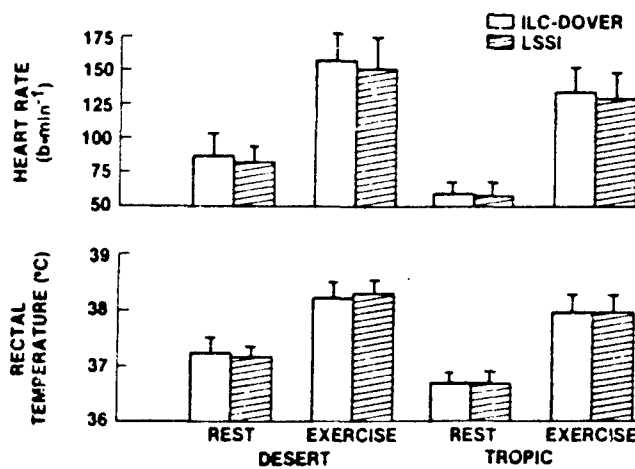 ILC-DOVER
LSSI
HEART RATE
(b•min⁻¹)
175
150
125
100
75
50
RECTAL
TEMPERATURE (°C)
39
38
37
36
REST EXERCISE REST EXERCISE
DESERT TROPIC